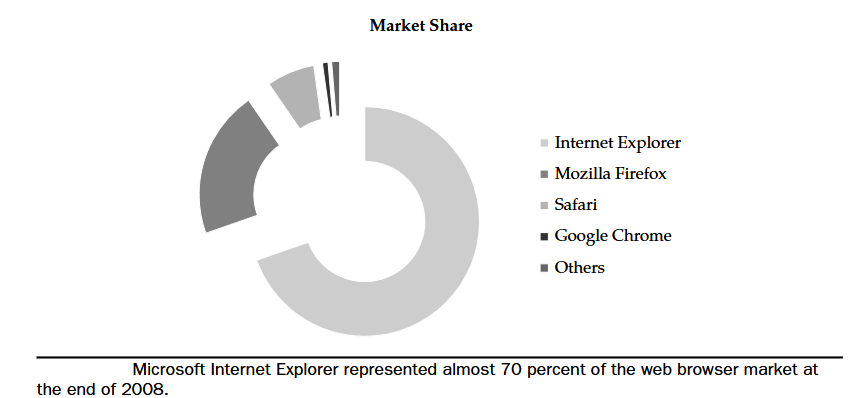 Market Share
Internet Explorer
Mozilla Firefox
Safari
Google Chrome
Others
Microsoft Internet Explorer represented almost 70 percent of the web browser market at
the end of 2008.